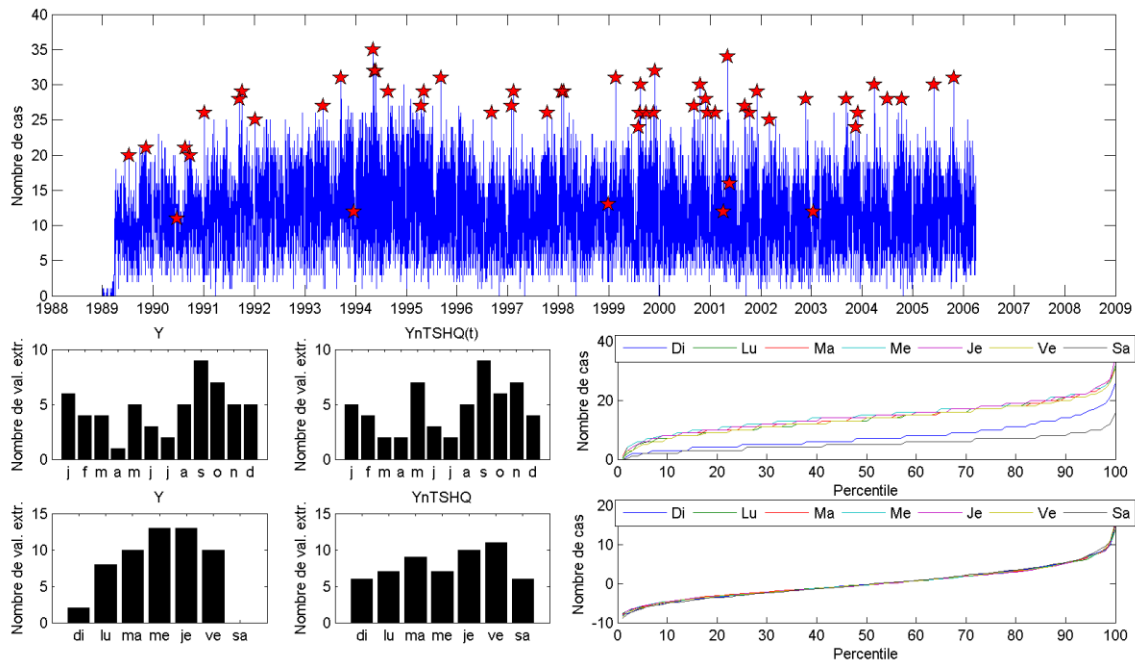 40
35
30
25
20
15
10
5
0
Nombre de cas
1988 1989 1990 1991 1992 1993 1994 1995 1996 1997 1998 1999 2000 2001 2002 2003 2004 2005 2006 2007 2008 2009
Y
10
5
0
Nombre de val. extr.
j f m a m j j a s o n d
YnTSHQ(t)
10
5
0
Nombre de val. extr.
j f m a m j j a s o n d
40
20
0
Nombre de cas
Di Lu Ma Me Je Ve Sa
0 10 20 30 40 50 60 70 80 90 100
Percentile
Y
15
10
5
0
Nombre de val. extr.
di lu ma me je ve sa
YnTSHQ
15
10
5
0
Nombre de val. extr.
di lu ma me je ve sa
20
10
0
-10
Nombre de cas
Di Lu Ma Me Je Ve Sa
0 10 20 30 40 50 60 70 80 90 100
Percentile